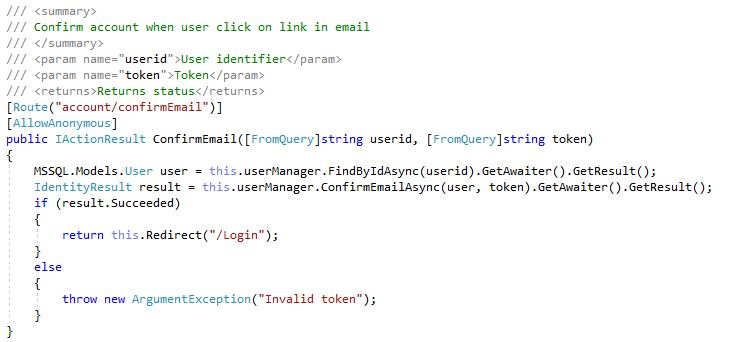 /// <summary>
/// Confirm account when user click on link in email
/// </summary>
/// <param name="userid">User identifier</param>
/// <param name="token">Token</param>
/// <returns>Returns status</returns>
[Route("account/confirmEmail")]
[AllowAnonymous]
public IActionResult ConfirmEmail([FromQuery]string userid, [FromQuery]string token)
{
    MSSQL.Models.User user = this.userManager.FindByIdAsync(userid).GetAwaiter().GetResult();
    IdentityResult result = this.userManager.ConfirmEmailAsync(user, token).GetAwaiter().GetResult();
    if (result.Succeeded)
    {
        return this.Redirect("/Login");
    }
    else
    {
        throw new ArgumentException("Invalid token");
    }
}